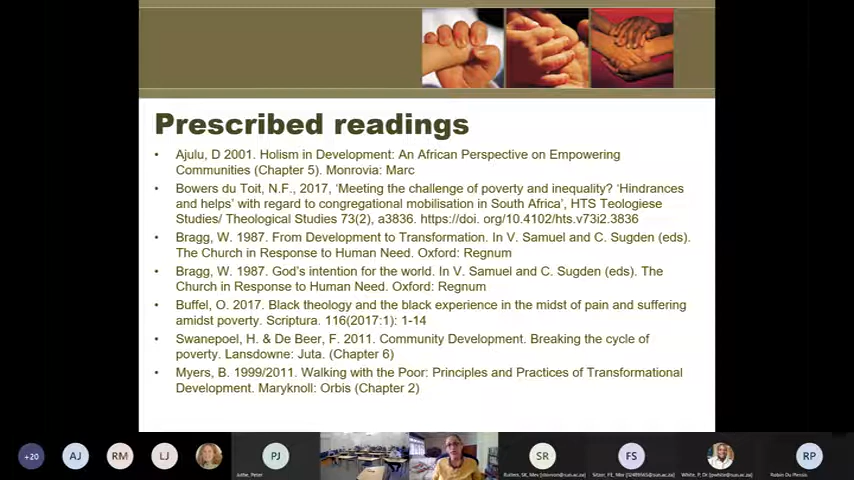 Prescribed readings
• Ajulu, D 2001. Holism in Development: An African Perspective on Empowering
Communities (Chapter 5). Monrovia: Marc
• Bowers du Toit, N.F., 2017, ‘Meeting the challenge of poverty and inequality? ‘Hindrances
and helps’ with regard to congregational mobilisation in South Africa’, HTS Teologiese
Studies/ Theological Studies 73(2), a3836. https://doi. org/10.4102/hts.v73i2.3836
• Bragg, W. 1987. From Development to Transformation. In V. Samuel and C. Sugden (eds).
The Church in Response to Human Need. Oxford: Regnum
• Bragg, W. 1987. God’s intention for the world. In V. Samuel and C. Sugden (eds). The
Church in Response to Human Need. Oxford: Regnum
• Buffel, O. 2017. Black theology and the black experience in the midst of pain and suffering
amidst poverty. Scriptura. 116(2017:1): 1-14
• Swanepoel, H. & De Beer, F. 2011. Community Development. Breaking the cycle of
poverty. Lansdowne: Juta. (Chapter 6)
• Myers, B. 1999/2011. Walking with the Poor: Principles and Practices of Transformational
Development. Maryknoll: Orbis (Chapter 2)
+20 AJ RM LJ PJ SR FS RP